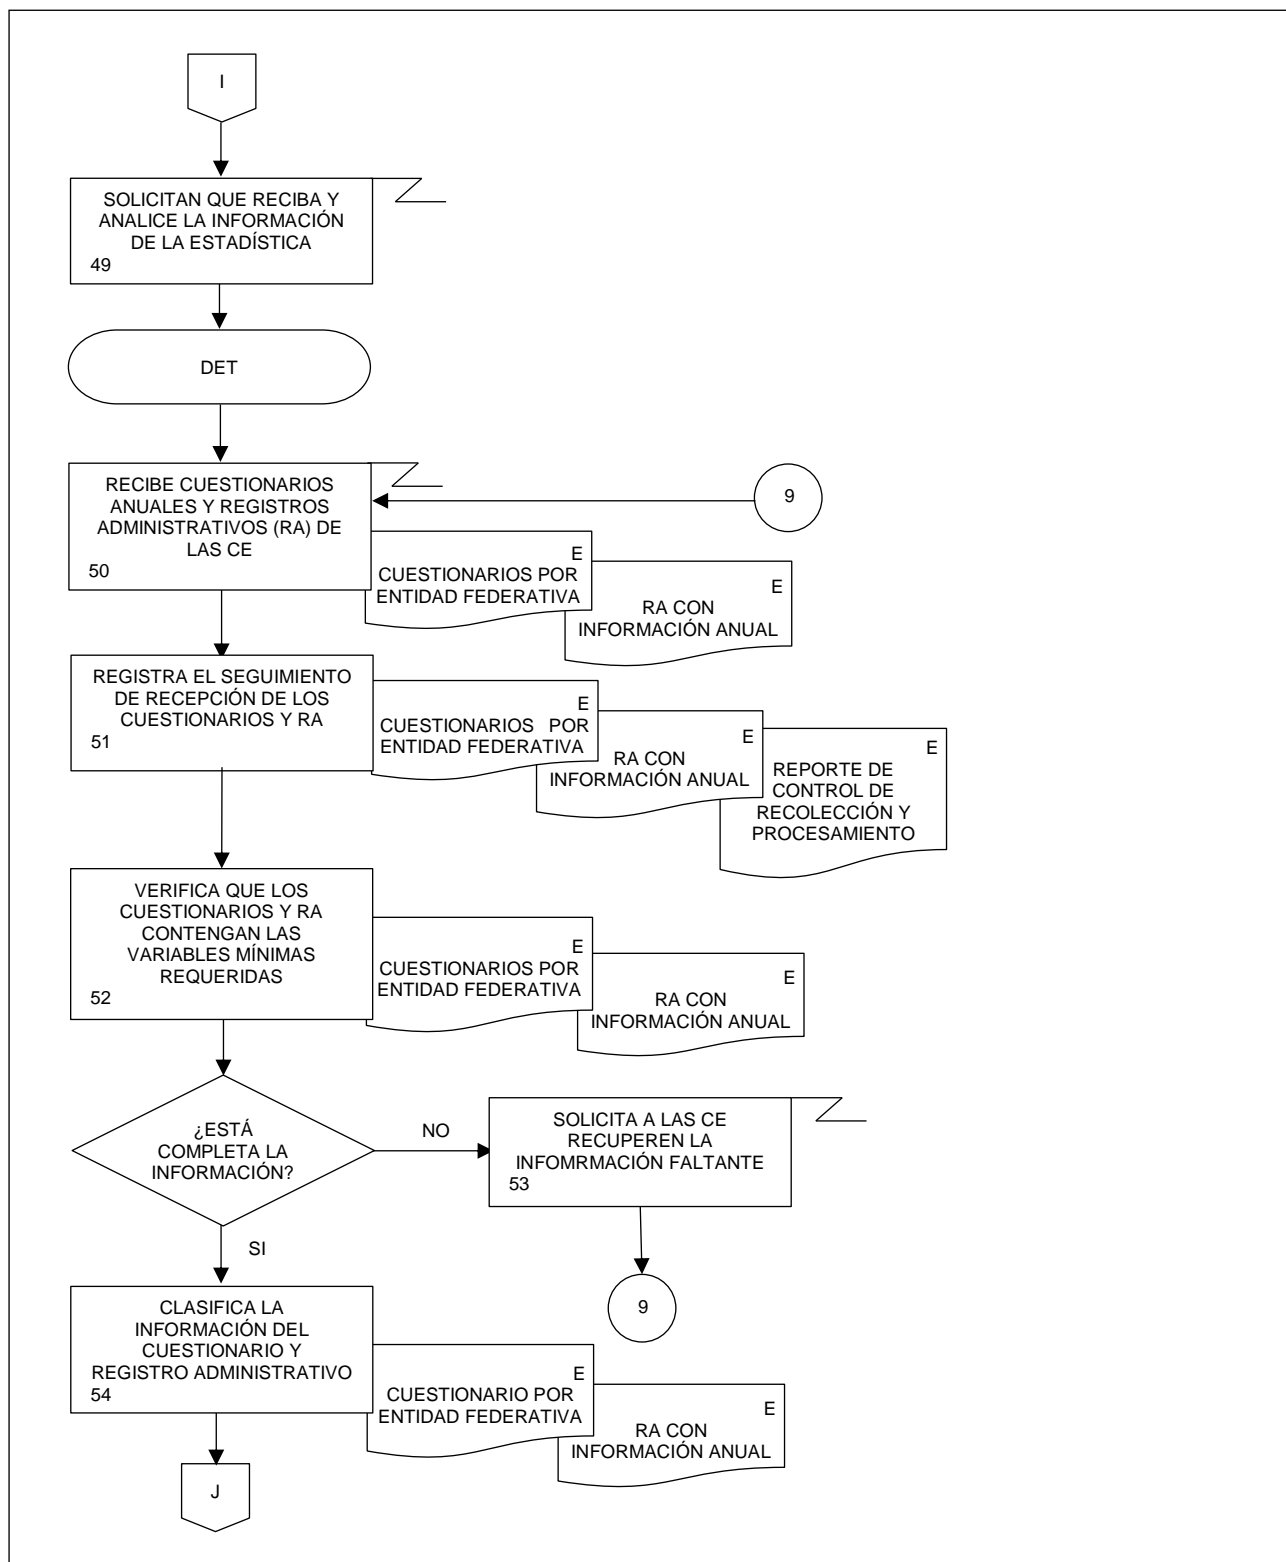 I
SOLICITAN QUE RECIBA Y
ANALICE LA INFORMACIÓN
DE LA ESTADÍSTICA
49
DET
RECIBE CUESTIONARIOS
ANUALES Y REGISTROS
ADMINISTRATIVOS (RA) DE
LAS CE
50
9
E
CUESTIONARIOS POR
ENTIDAD FEDERATIVA
E
RA CON
INFORMACIÓN ANUAL
REGISTRA EL SEGUIMIENTO
DE RECEPCIÓN DE LOS
CUESTIONARIOS Y RA
51
E
CUESTIONARIOS POR
ENTIDAD FEDERATIVA
E
RA CON
INFORMACIÓN ANUAL
E
REPORTE DE
CONTROL DE
RECOLECCIÓN Y
PROCESAMIENTO
VERIFICA QUE LOS
CUESTIONARIOS Y RA
CONTENGAN LAS
VARIABLES MÍNIMAS
REQUERIDAS
52
E
CUESTIONARIOS POR
ENTIDAD FEDERATIVA
E
RA CON
INFORMACIÓN ANUAL
¿ESTÁ
COMPLETA LA
INFORMACIÓN?
NO
SOLICITA A LAS CE
RECUPEREN LA
INFOMRMACIÓN FALTANTE
53
9
SI
CLASIFICA LA
INFORMACIÓN DEL
CUESTIONARIO Y
REGISTRO ADMINISTRATIVO
54
E
CUESTIONARIO POR
ENTIDAD FEDERATIVA
E
RA CON
INFORMACIÓN ANUAL
J